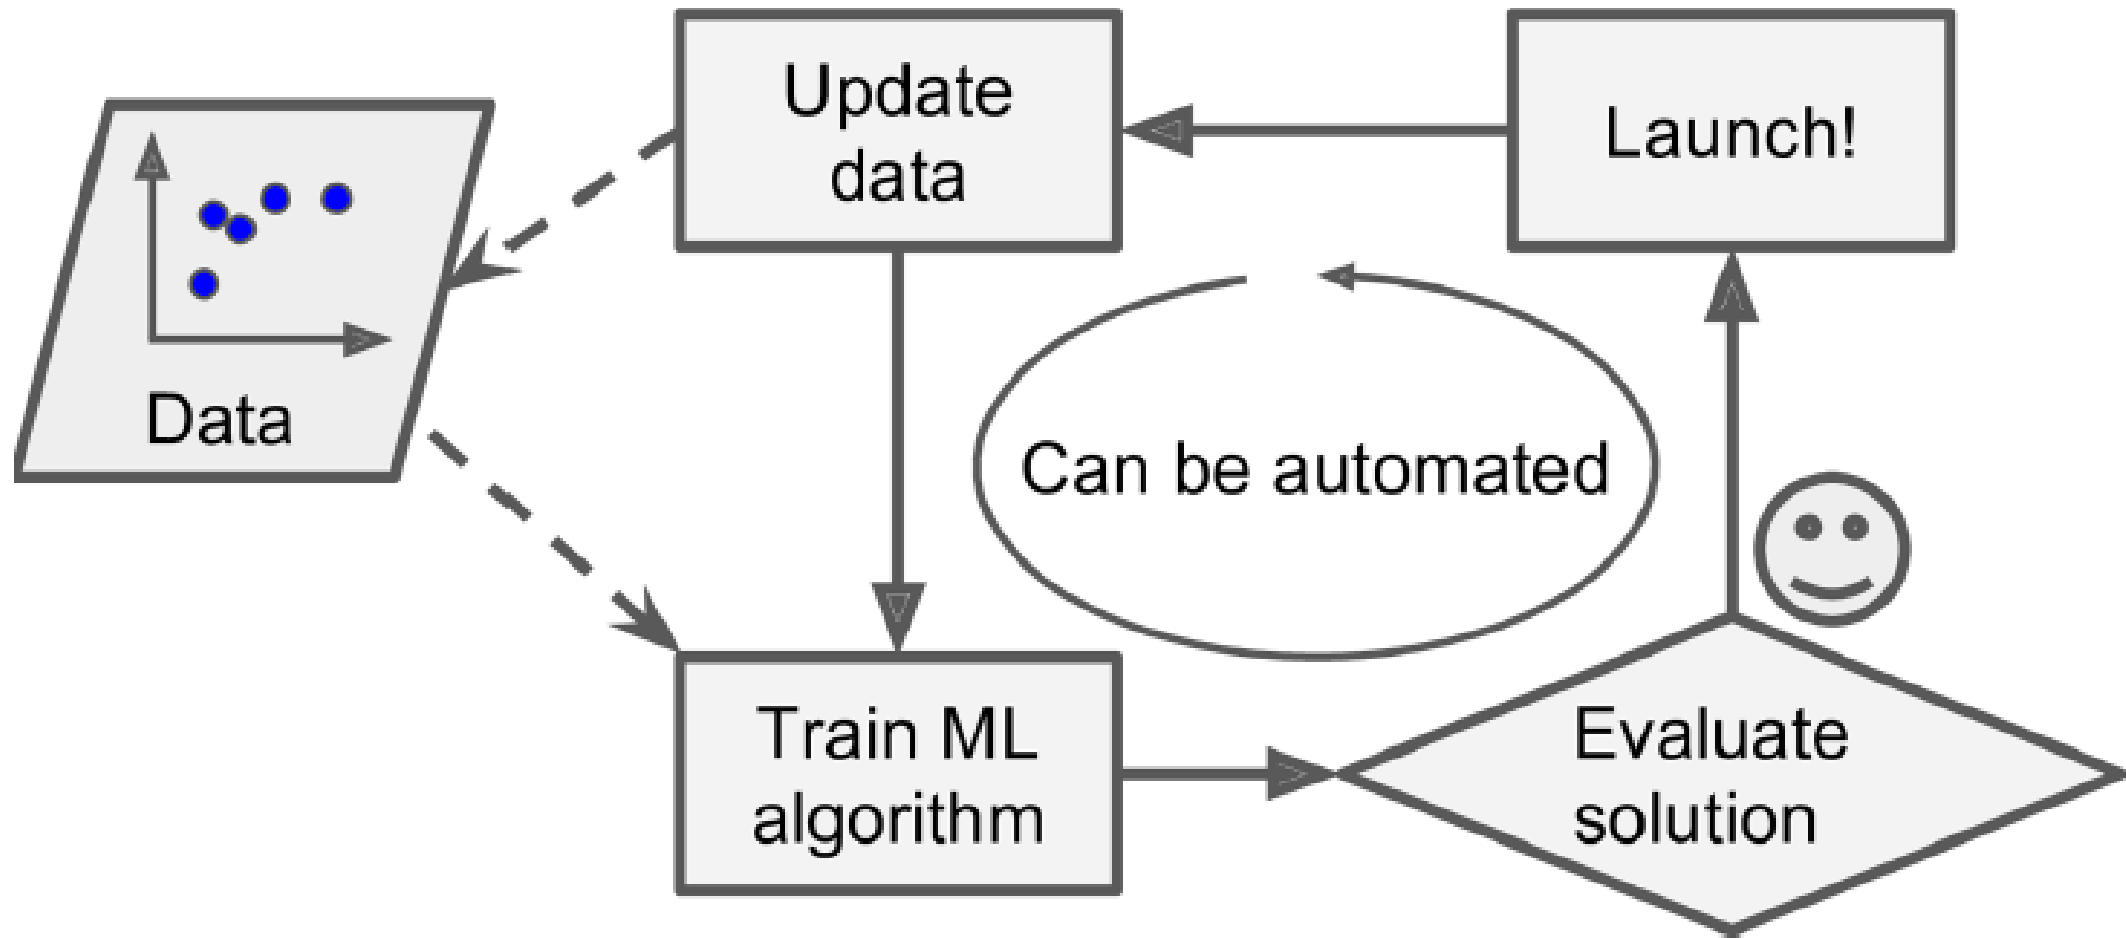 Update
data
Launch!
Data
Can be automated
Train ML
algorithm
Evaluate
solution